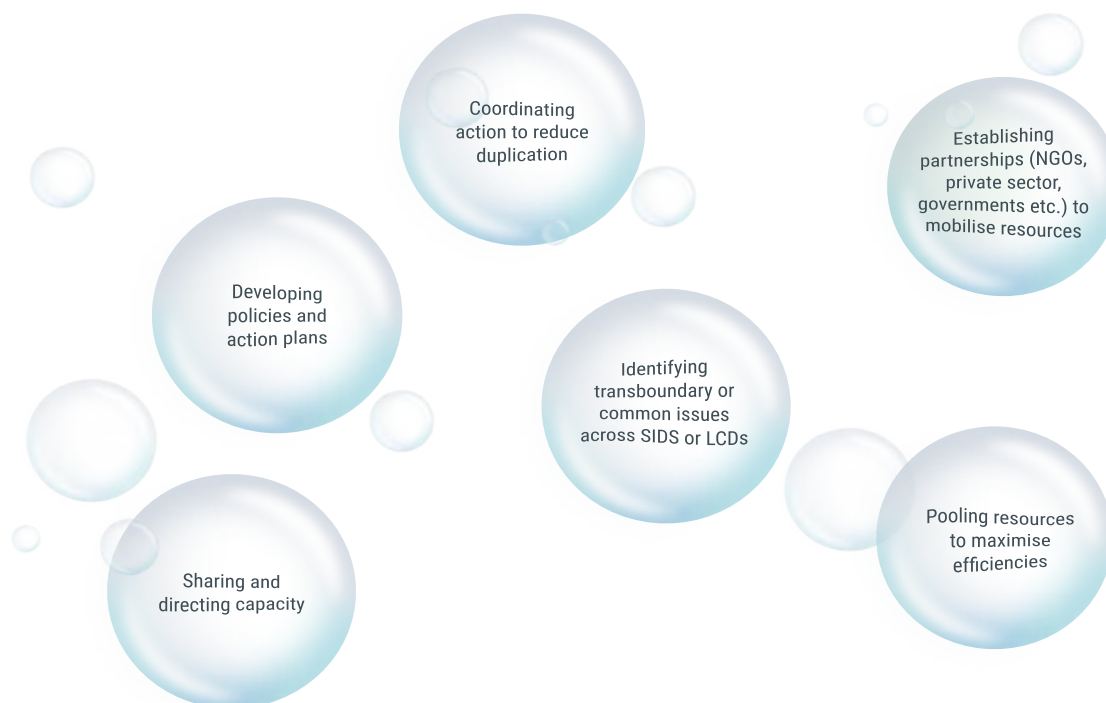 Coordinating
action to reduce
duplication
Establishing
partnerships (NGOs,
private sector,
governments etc.) to
mobilise resources
Developing
policies and
action plans
Identifying
transboundary or
common issues
across SIDS or LCDs
Pooling resources
to maximise
efficiencies
Sharing and
directing capacity